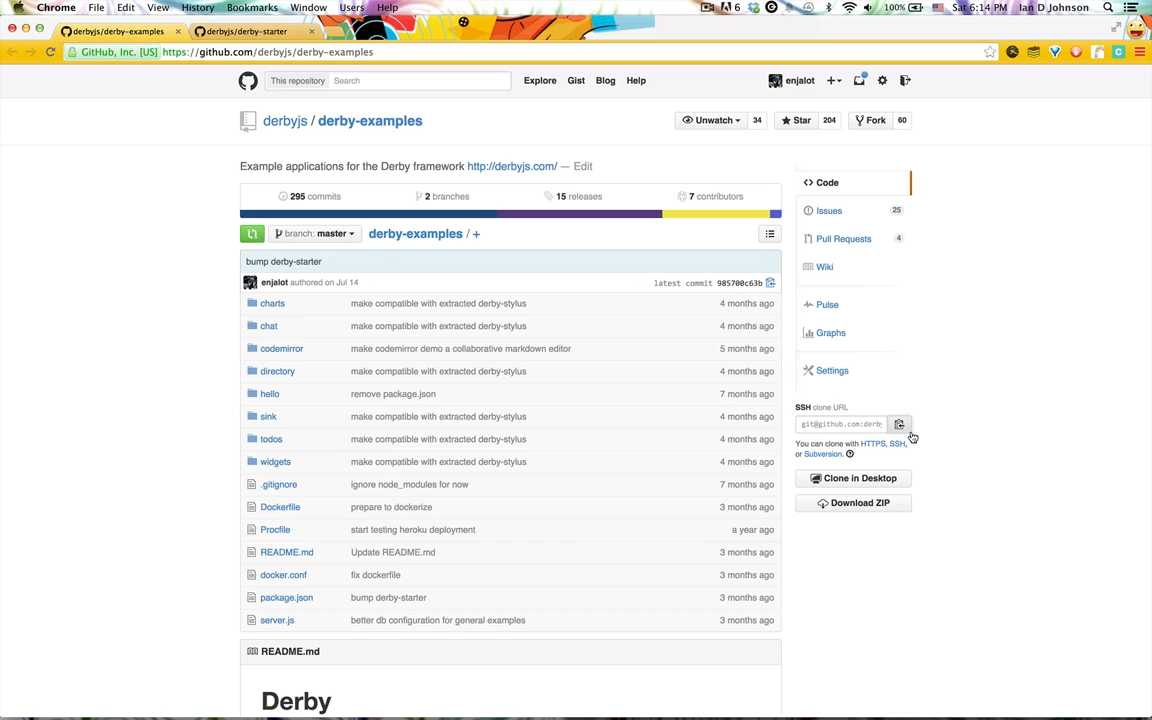 Chrome File Edit View History Bookmarks Window Users Help 6 100% Sat 6:14 PM Ian D Johnson
derbyjs/derby-examples × derbyjs/derby-starter ×
GitHub, Inc. [US] https://github.com/derbyjs/derby-examples
This repository Search Explore Gist Blog Help enjalot
derbyjs / derby-examples Unwatch 34 Star 204 Fork 60
Example applications for the Derby framework http://derbyjs.com/ — Edit
295 commits 2 branches 15 releases 7 contributors
branch: master derby-examples / +
bump derby-starter
enjalot authored on Jul 14 latest commit 985700c63b
charts make compatible with extracted derby-stylus 4 months ago
chat make compatible with extracted derby-stylus 4 months ago
codemirror make codemirror demo a collaborative markdown editor 5 months ago
directory make compatible with extracted derby-stylus 4 months ago
hello remove package.json 7 months ago
sink make compatible with extracted derby-stylus 4 months ago
todos make compatible with extracted derby-stylus 4 months ago
widgets make compatible with extracted derby-stylus 4 months ago
.gitignore ignore node_modules for now 7 months ago
Dockerfile prepare to dockerize 3 months ago
Procfile start testing heroku deployment a year ago
README.md Update README.md 3 months ago
docker.conf fix dockerfile 3 months ago
package.json bump derby-starter 3 months ago
server.js better db configuration for general examples 3 months ago
README.md
Derby
Code
Issues 25
Pull Requests 4
Wiki
Pulse
Graphs
Settings
SSH clone URL
git@github.com:derby
You can clone with HTTPS, SSH,
or Subversion.
Clone in Desktop
Download ZIP